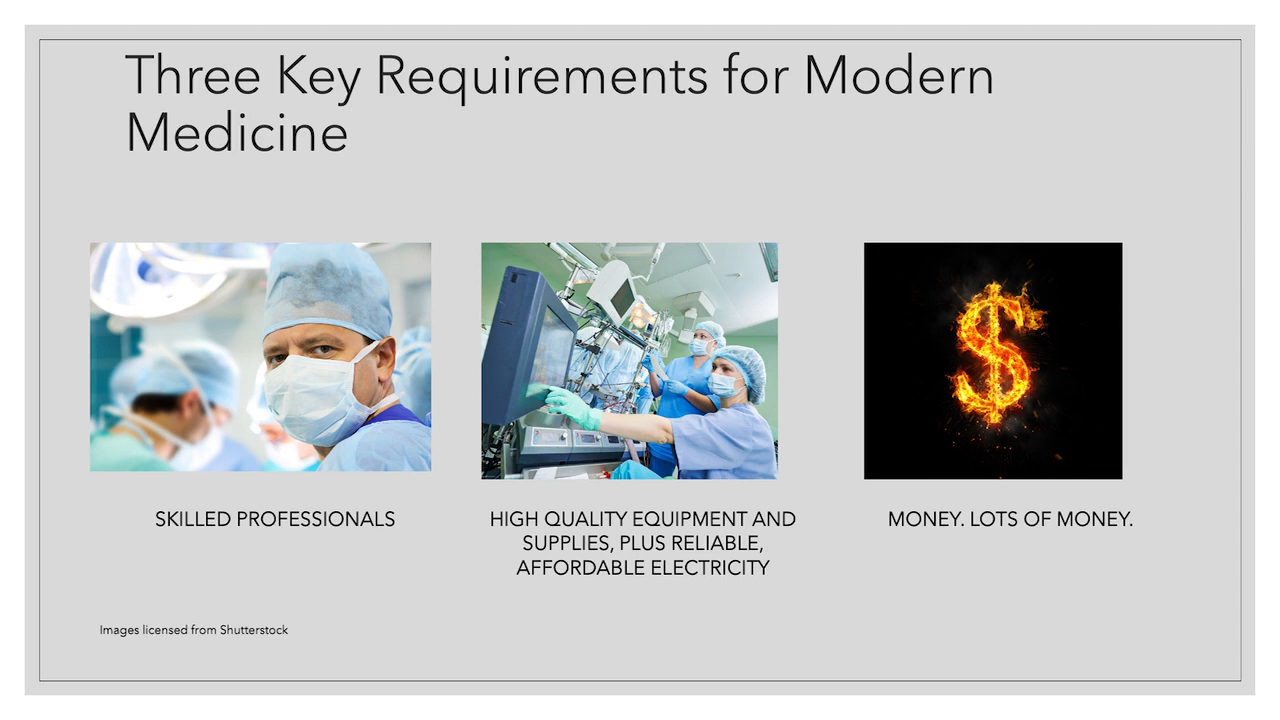 Three Key Requirements for Modern
Medicine
SKILLED PROFESSIONALS
HIGH QUALITY EQUIPMENT AND
SUPPLIES, PLUS RELIABLE,
AFFORDABLE ELECTRICITY
$
MONEY. LOTS OF MONEY.
Images licensed from Shutterstock